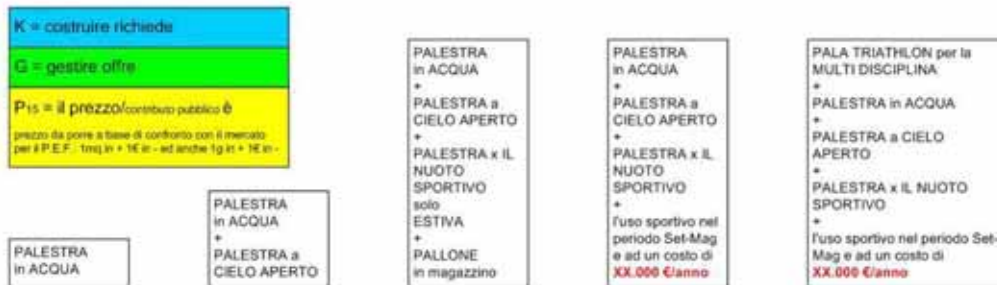 K = costruire richiede
G = gestire offre
P15 = il prezzo/contributo pubblico è
prezzo da porre a base di confronto con il mercato
per il P.E.F.: 1mq in + 1€ in - ed anche 1g in + 1€ in -
PALESTRA
in ACQUA
PALESTRA
in ACQUA
+
PALESTRA a
CIELO APERTO
PALESTRA
in ACQUA
+
PALESTRA a
CIELO APERTO
+
PALESTRA x IL
NUOTO
SPORTIVO
solo
ESTIVA
+
PALLONE
in magazzino
PALESTRA
in ACQUA
+
PALESTRA a
CIELO APERTO
+
PALESTRA x IL
NUOTO
SPORTIVO
+
l'uso sportivo nel
periodo Set-Mag
e ad un costo di
XX.000 €/anno
PALA TRIATHLON per la
MULTI DISCIPLINA
+
PALESTRA in ACQUA
+
PALESTRA a CIELO
APERTO
+
PALESTRA x IL NUOTO
SPORTIVO
+
l'uso sportivo nel periodo Set-
Mag e ad un costo di
XX.000 €/anno